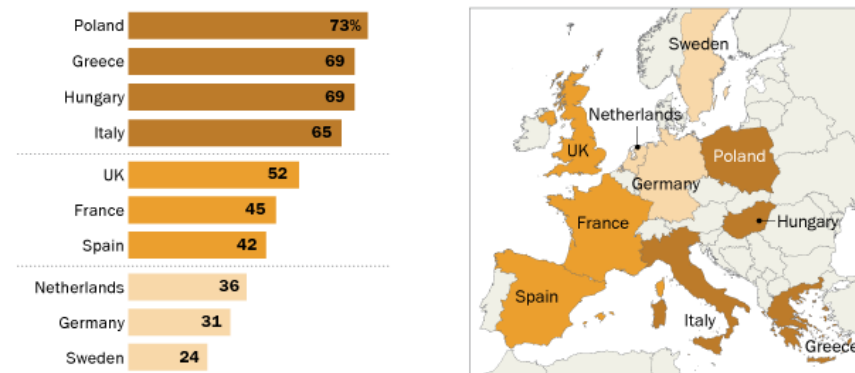 Poland 73%
Greece 69
Hungary 69
Italy 65
UK 52
France 45
Spain 42
Netherlands 36
Germany 31
Sweden 24
Sweden
Netherlands
UK
Poland
Germany
France
Hungary
Spain
Italy
Greece